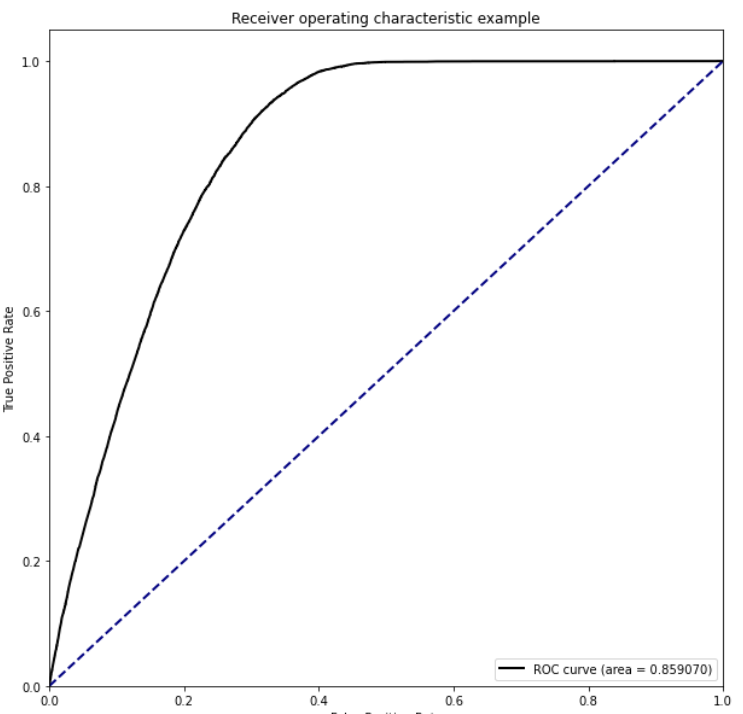 Receiver operating characteristic example
True Positive Rate
1.0
0.8
0.6
0.4
0.2
0.0
ROC curve (area = 0.859070)
0.0 0.2 0.4 0.6 0.8 1.0